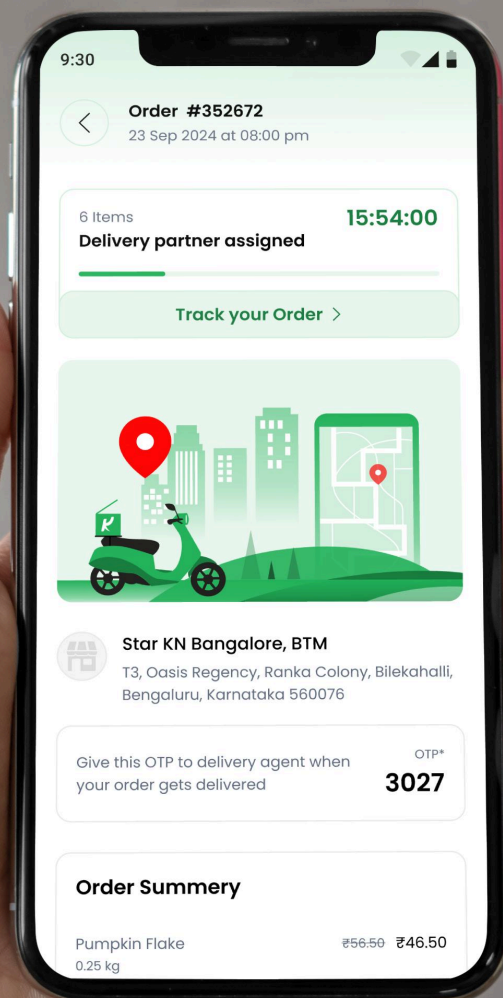 9:30
Order #352672
23 Sep 2024 at 08:00 pm
6 Items
15:54:00
Delivery partner assigned
Track your Order >
K
Star KN Bangalore, BTM
T3, Oasis Regency, Ranka Colony, Bilekahalli,
Bengaluru, Karnataka 560076
Give this OTP to delivery agent when
your order gets delivered
OTP*
3027
Order Summery
Pumpkin Flake
₹56.50 ₹46.50
0.25 kg